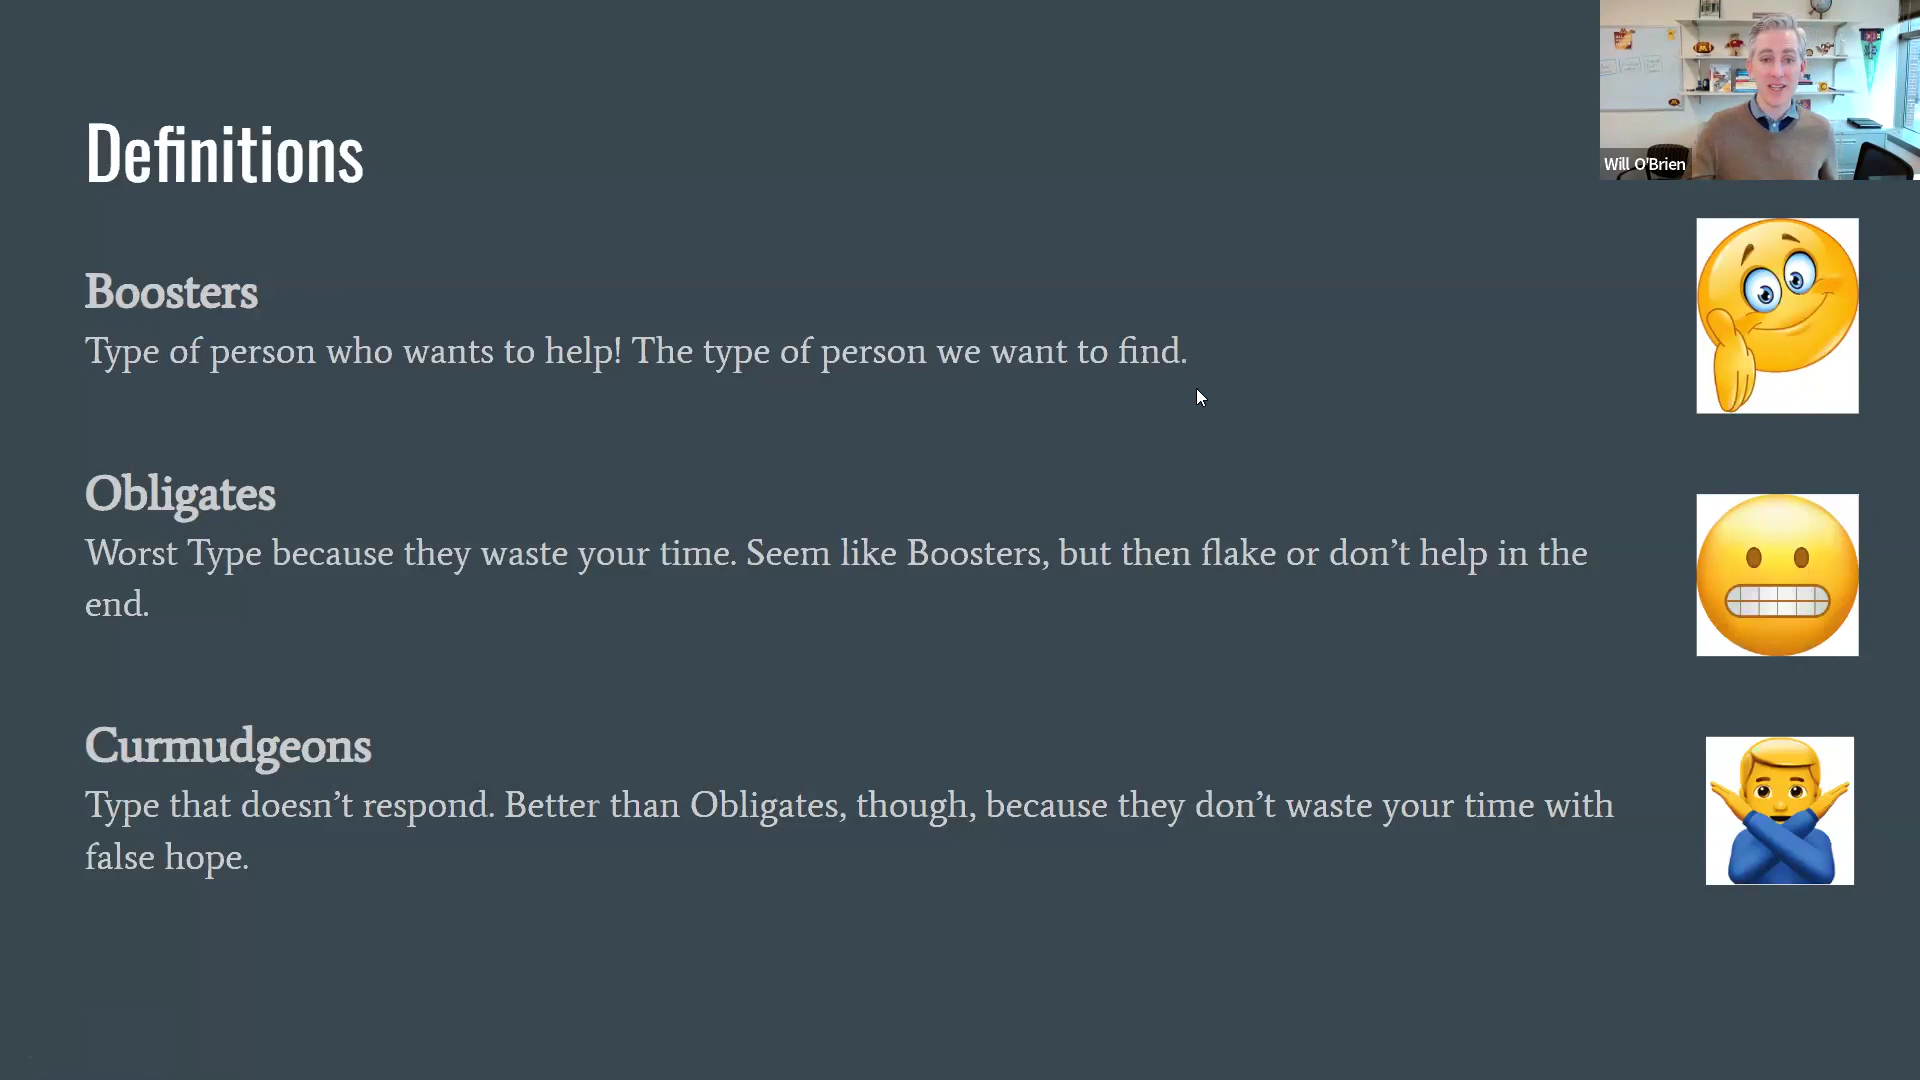 Definitions
Will O'Brien
Boosters
Type of person who wants to help! The type of person we want to find.
Obligates
Worst Type because they waste your time. Seem like Boosters, but then flake or don’t help in the
end.
Curmudgeons
Type that doesn’t respond. Better than Obligates, though, because they don’t waste your time with
false hope.